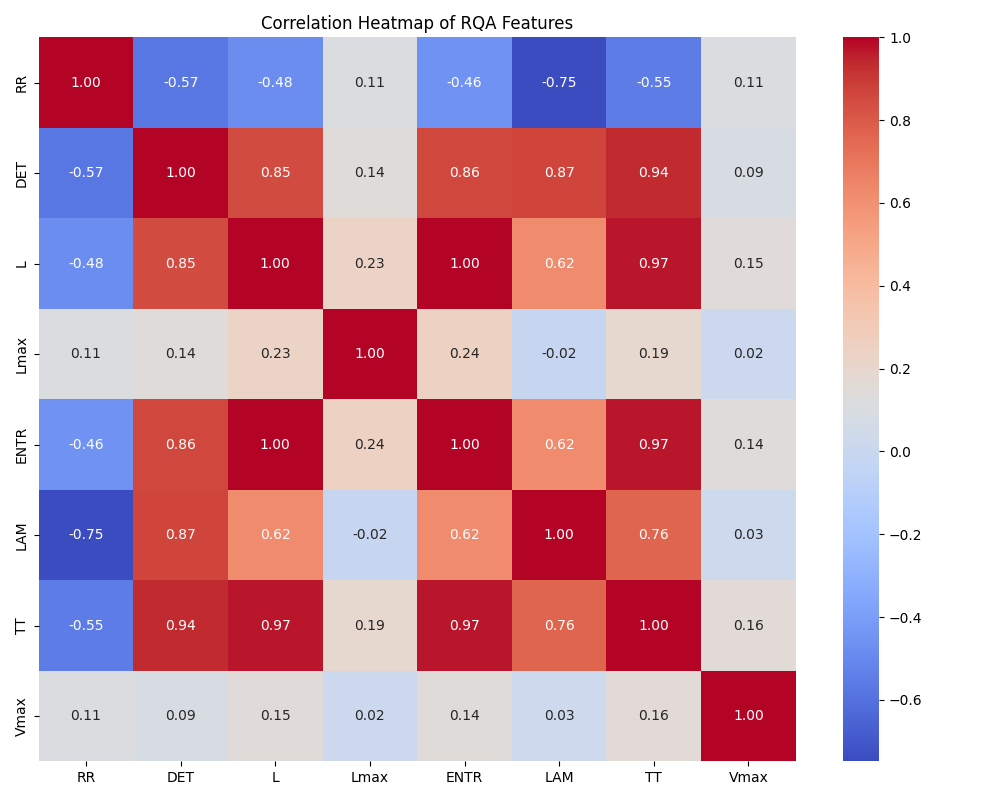 Correlation Heatmap of RQA Features
RR 1.00 -0.57 -0.48 0.11 -0.46 -0.75 -0.55 0.11
DET -0.57 1.00 0.85 0.14 0.86 0.87 0.94 0.09
L -0.48 0.85 1.00 0.23 1.00 0.62 0.97 0.15
Lmax 0.11 0.14 0.23 1.00 0.24 -0.02 0.19 0.02
ENTR -0.46 0.86 1.00 0.24 1.00 0.62 0.97 0.14
LAM -0.75 0.87 0.62 -0.02 0.62 1.00 0.76 0.03
TT -0.55 0.94 0.97 0.19 0.97 0.76 1.00 0.16
Vmax 0.11 0.09 0.15 0.02 0.14 0.03 0.16 1.00
RR DET L Lmax ENTR LAM TT Vmax
1.0
0.8
0.6
0.4
0.2
0.0
−0.2
−0.4
−0.6